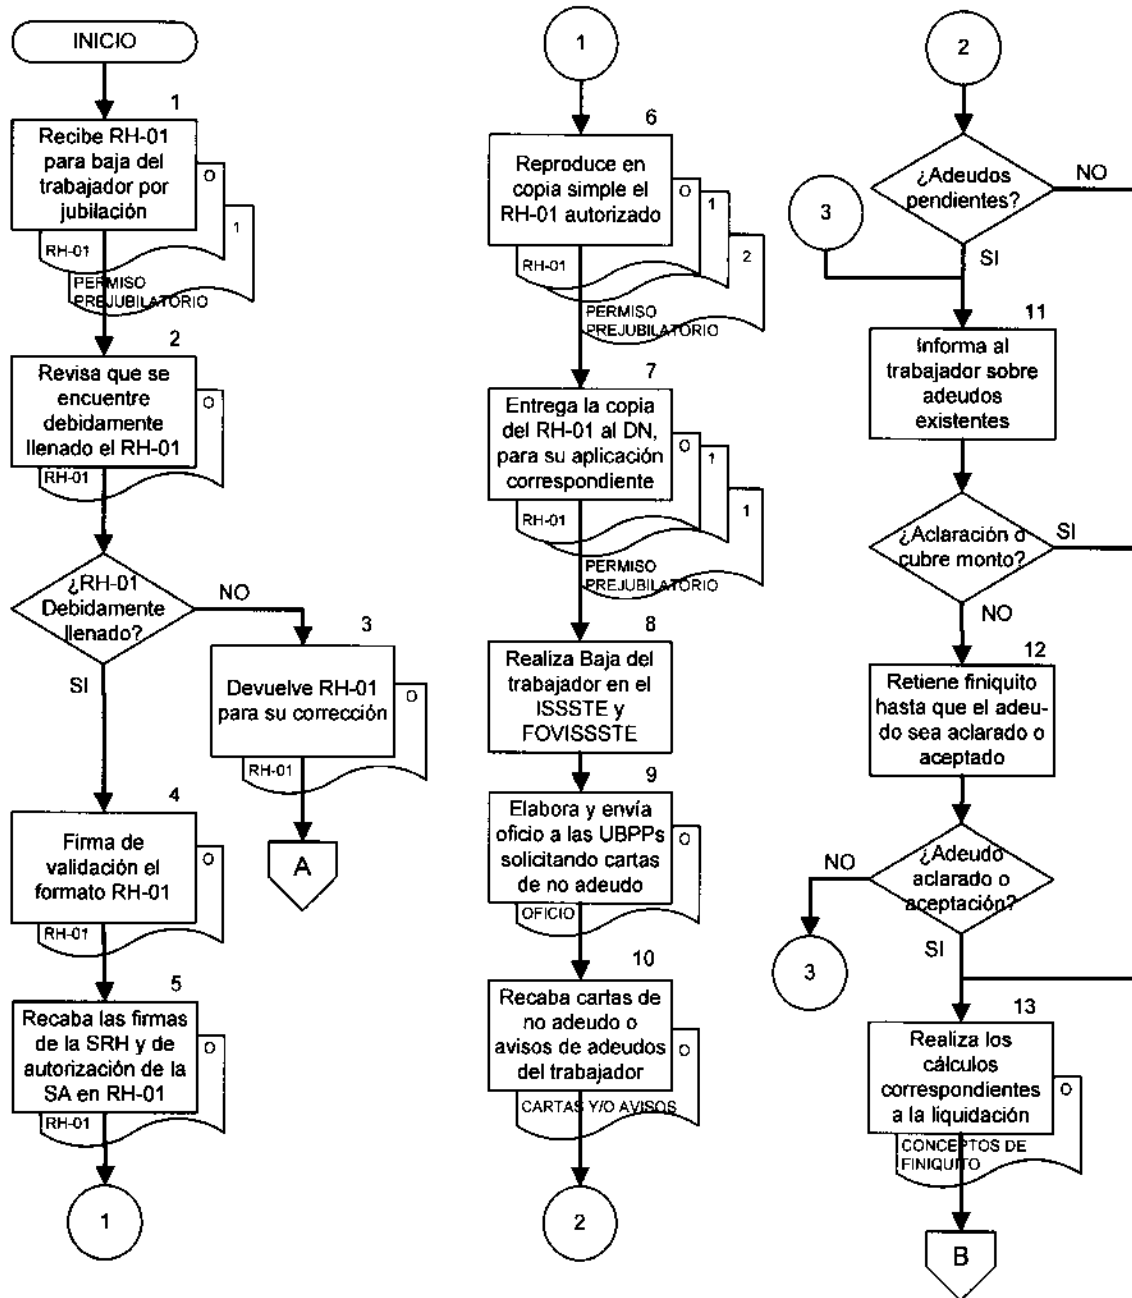 INICIO
1
Recibe RH-01
para baja del
trabajador por
jubilación
O
1
RH-01
PERMISO
PREJUBILATORIO
2
Revisa que se
encuentre
debidamente
llenado el RH-01
O
RH-01
¿RH-01
Debidamente
llenado?
NO
SI
3
Devuelve RH-01
para su corrección
O
RH-01
A
4
Firma de
validación el
formato RH-01
O
RH-01
5
Recaba las firmas
de la SRH y de
autorización de la
SA en RH-01
O
RH-01
1
1
6
Reproduce en
copia simple el
RH-01 autorizado
O
1
2
RH-01
PERMISO
PREJUBILATORIO
7
Entrega la copia
del RH-01 al DN,
para su aplicación
correspondiente
O
1
1
RH-01
PERMISO
PREJUBILATORIO
8
Realiza Baja del
trabajador en el
ISSSTE y
FOVISSSTE
9
Elabora y envía
oficio a las UBPPs
solicitando cartas
de no adeudo
O
OFICIO
10
Recaba cartas de
no adeudo o
avisos de adeudos
del trabajador
O
CARTAS Y/O AVISOS
2
2
¿Adeudos
pendientes?
NO
SI
3
11
Informa al
trabajador sobre
adeudos
existentes
¿Aclaración o
cubre monto?
SI
NO
12
Retiene finiquito
hasta que el adeu-
do sea aclarado o
aceptado
¿Adeudo
aclarado o
aceptación?
NO
SI
3
13
Realiza los
cálculos
correspondientes
a la liquidación
O
CONCEPTOS DE
FINIQUITO
B